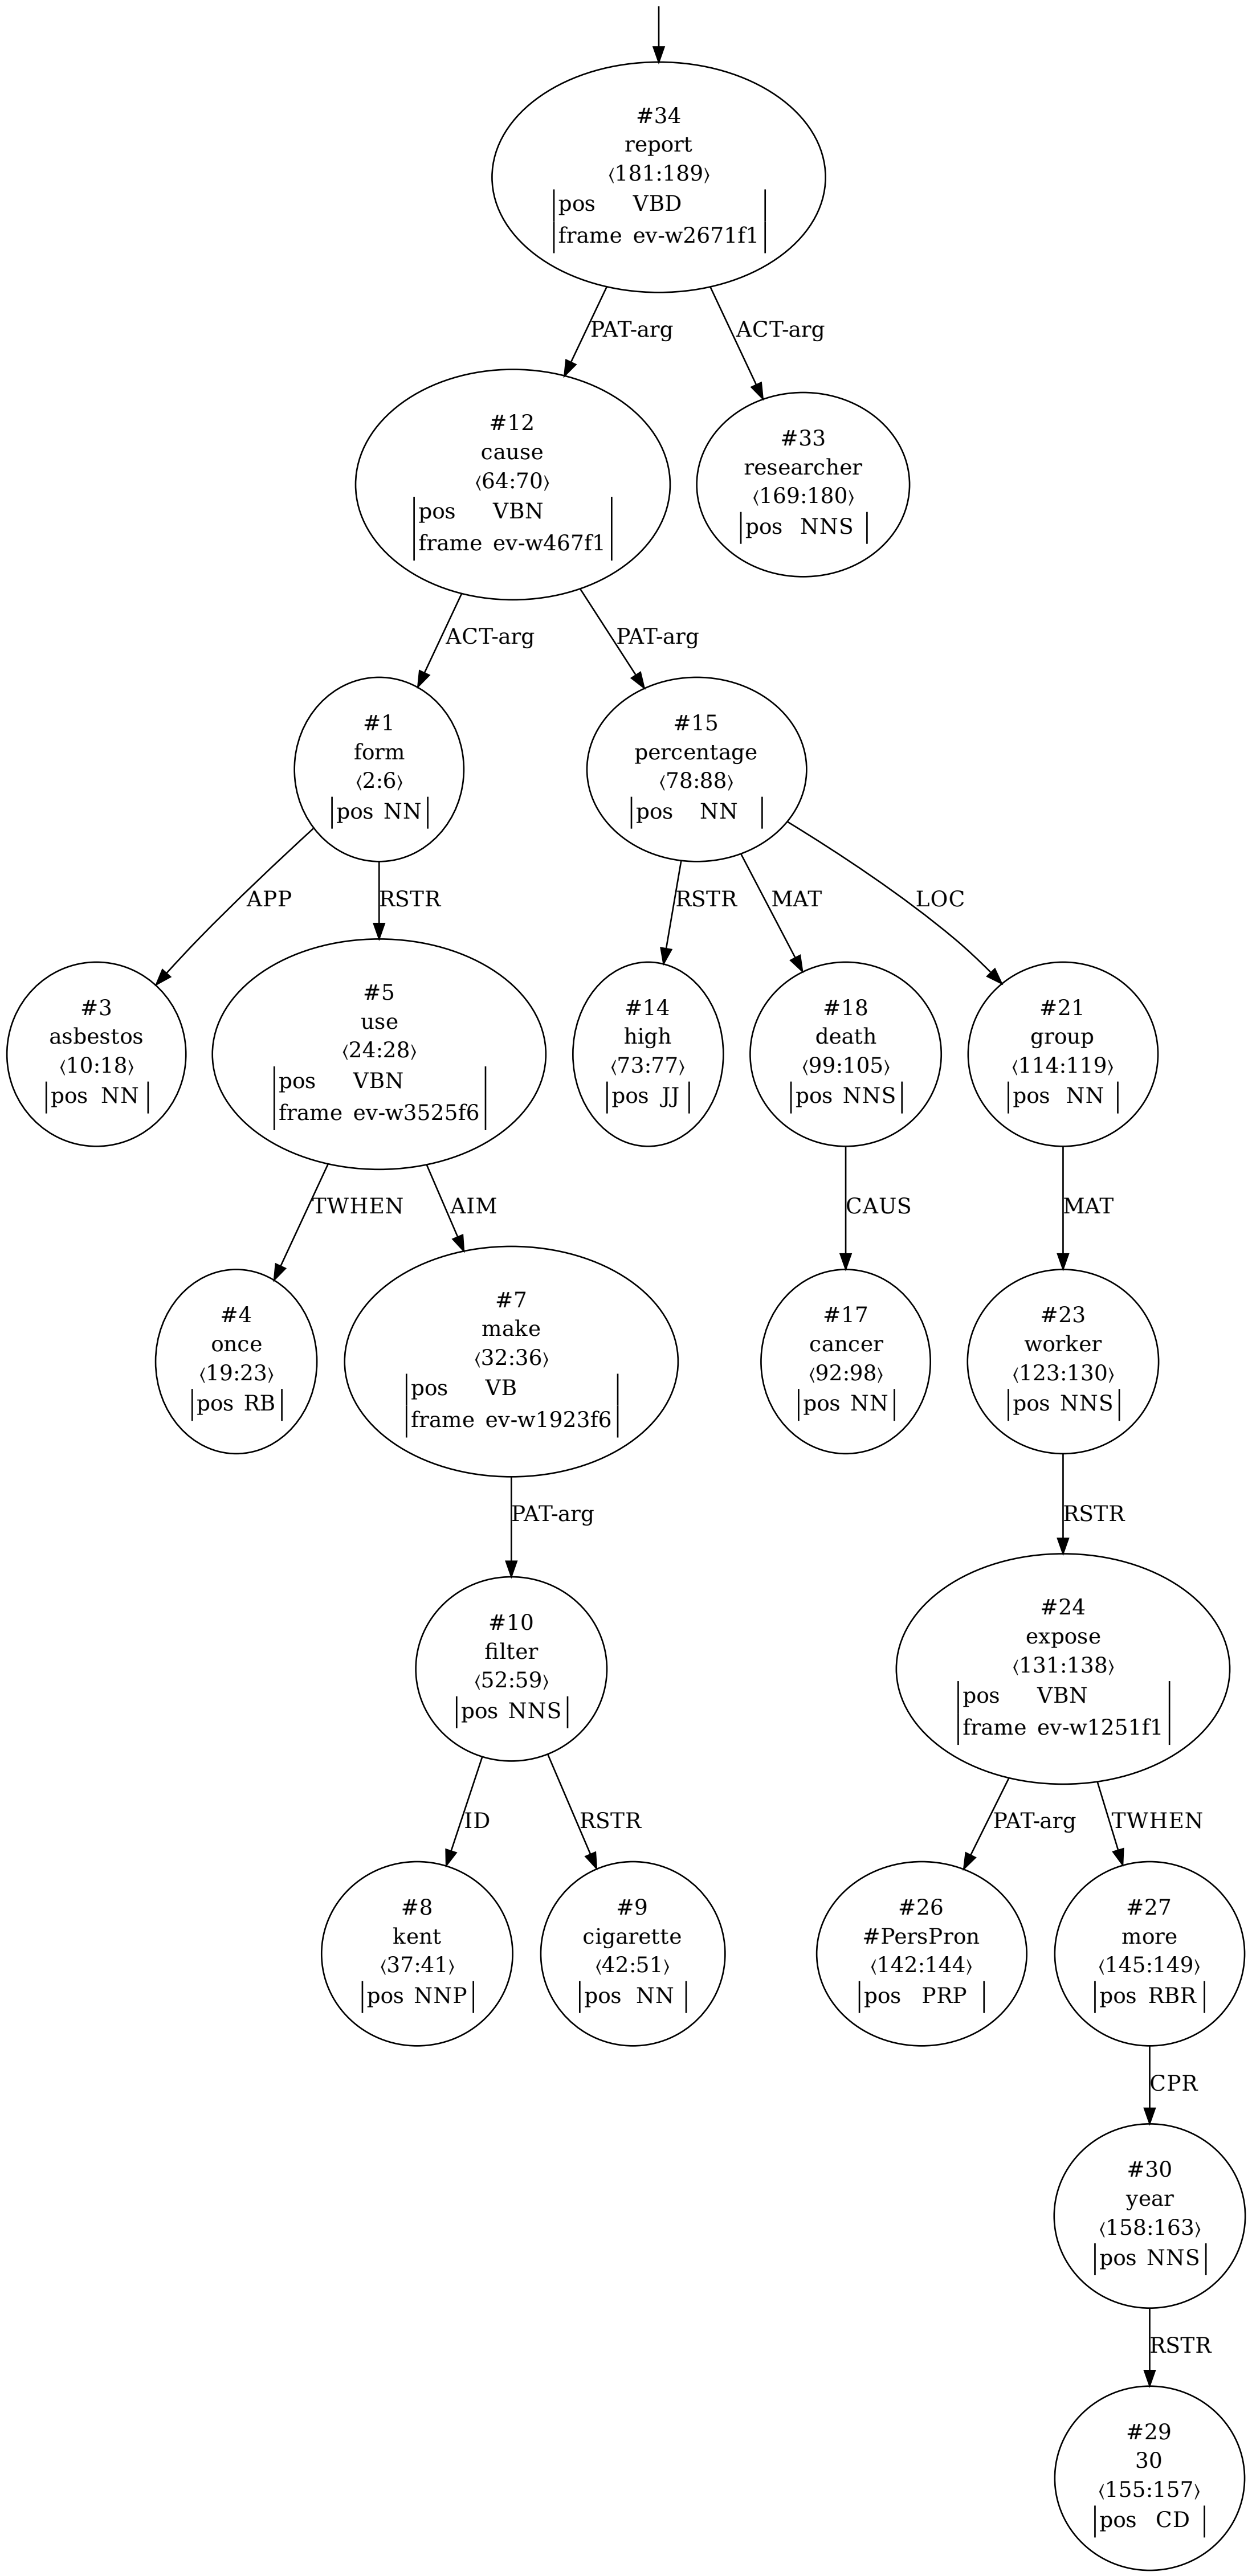 #34
report
⟨181:189⟩
pos VBD
frame ev-w2671f1
PAT-arg
ACT-arg
#12
cause
⟨64:70⟩
pos VBN
frame ev-w467f1
#33
researcher
⟨169:180⟩
pos NNS
ACT-arg
PAT-arg
#1
form
⟨2:6⟩
pos NN
#15
percentage
⟨78:88⟩
pos NN
APP
RSTR
RSTR
MAT
LOC
#3
asbestos
⟨10:18⟩
pos NN
#5
use
⟨24:28⟩
pos VBN
frame ev-w3525f6
#14
high
⟨73:77⟩
pos JJ
#18
death
⟨99:105⟩
pos NNS
#21
group
⟨114:119⟩
pos NN
TWHEN
AIM
CAUS
MAT
#4
once
⟨19:23⟩
pos RB
#7
make
⟨32:36⟩
pos VB
frame ev-w1923f6
#17
cancer
⟨92:98⟩
pos NN
#23
worker
⟨123:130⟩
pos NNS
PAT-arg
RSTR
#10
filter
⟨52:59⟩
pos NNS
#24
expose
⟨131:138⟩
pos VBN
frame ev-w1251f1
ID
RSTR
PAT-arg
TWHEN
#8
kent
⟨37:41⟩
pos NNP
#9
cigarette
⟨42:51⟩
pos NN
#26
#PersPron
⟨142:144⟩
pos PRP
#27
more
⟨145:149⟩
pos RBR
CPR
#30
year
⟨158:163⟩
pos NNS
RSTR
#29
30
⟨155:157⟩
pos CD